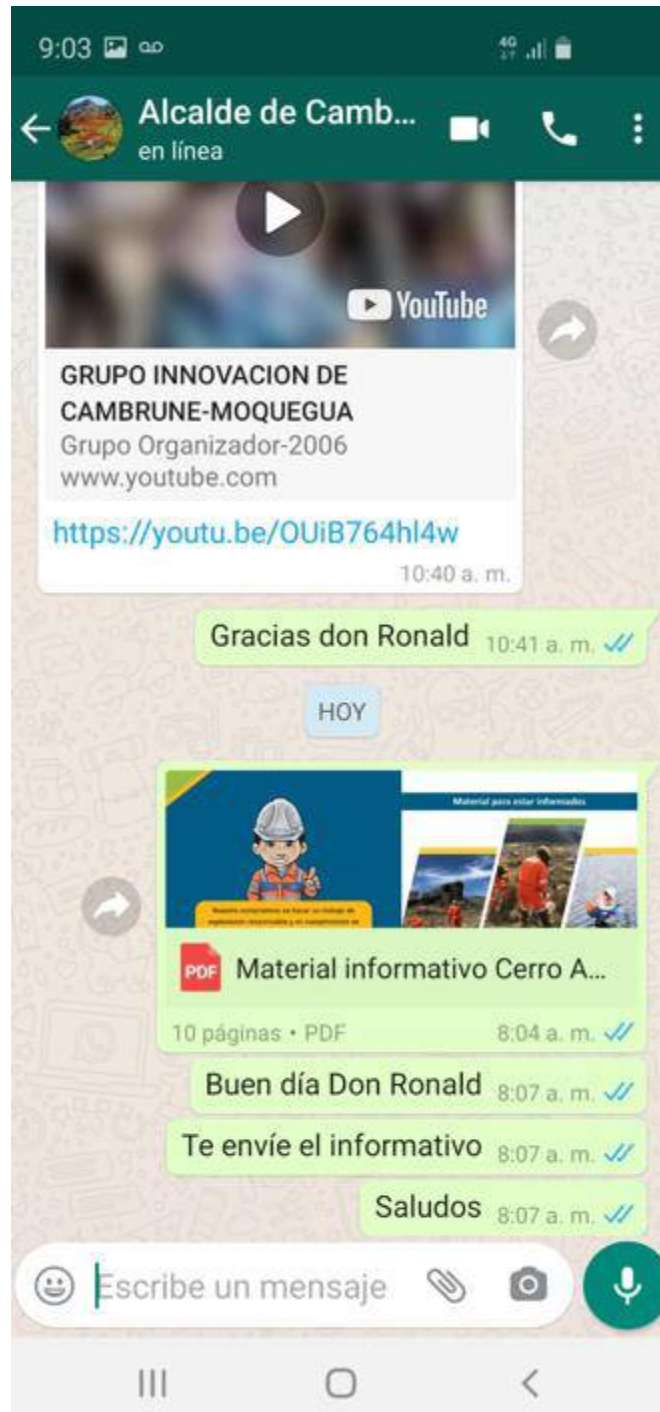 9:03
4G
Alcalde de Camb...
en línea
YouTube
GRUPO INNOVACION DE
CAMBRUNE-MOQUEGUA
Grupo Organizador-2006
www.youtube.com
https://youtu.be/OUiB764hl4w
10:40 a. m.
Gracias don Ronald 10:41 a. m.
HOY
Material para estar informados
PDF Material informativo Cerro A...
10 páginas • PDF 8:04 a. m.
Buen día Don Ronald 8:07 a. m.
Te envíe el informativo 8:07 a. m.
Saludos 8:07 a. m.
Escribe un mensaje